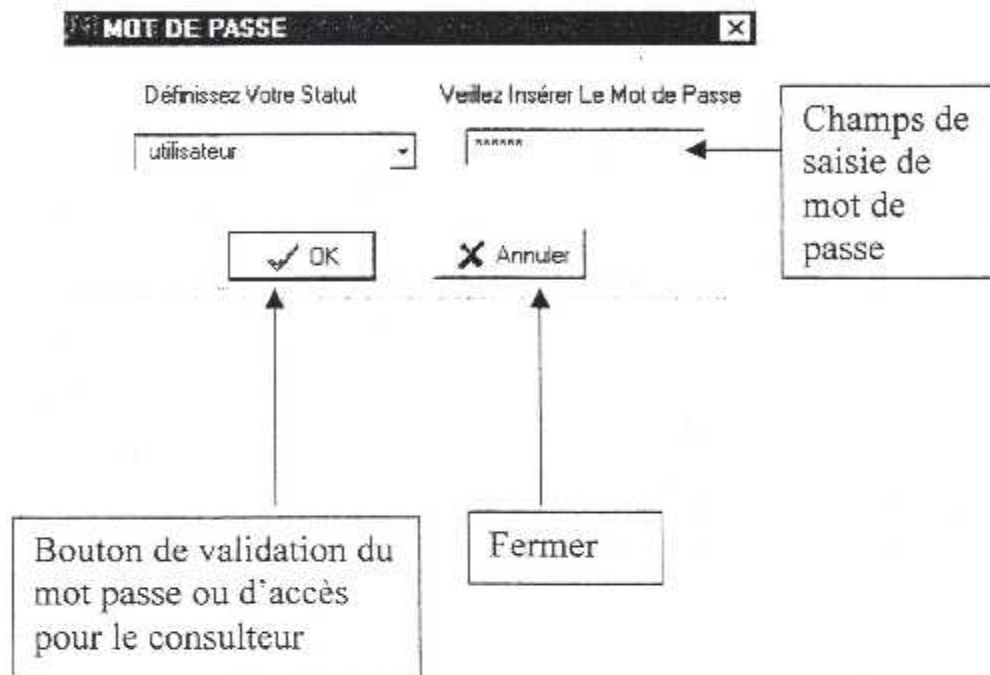 MOT DE PASSE
Définissez Votre Statut
Veillez Insérer Le Mot de Passe
utilisateur
******
Champs de
saisie de
mot de
passe
OK
Annuler
Bouton de validation du
mot passe ou d'accès
pour le consulteur
Fermer